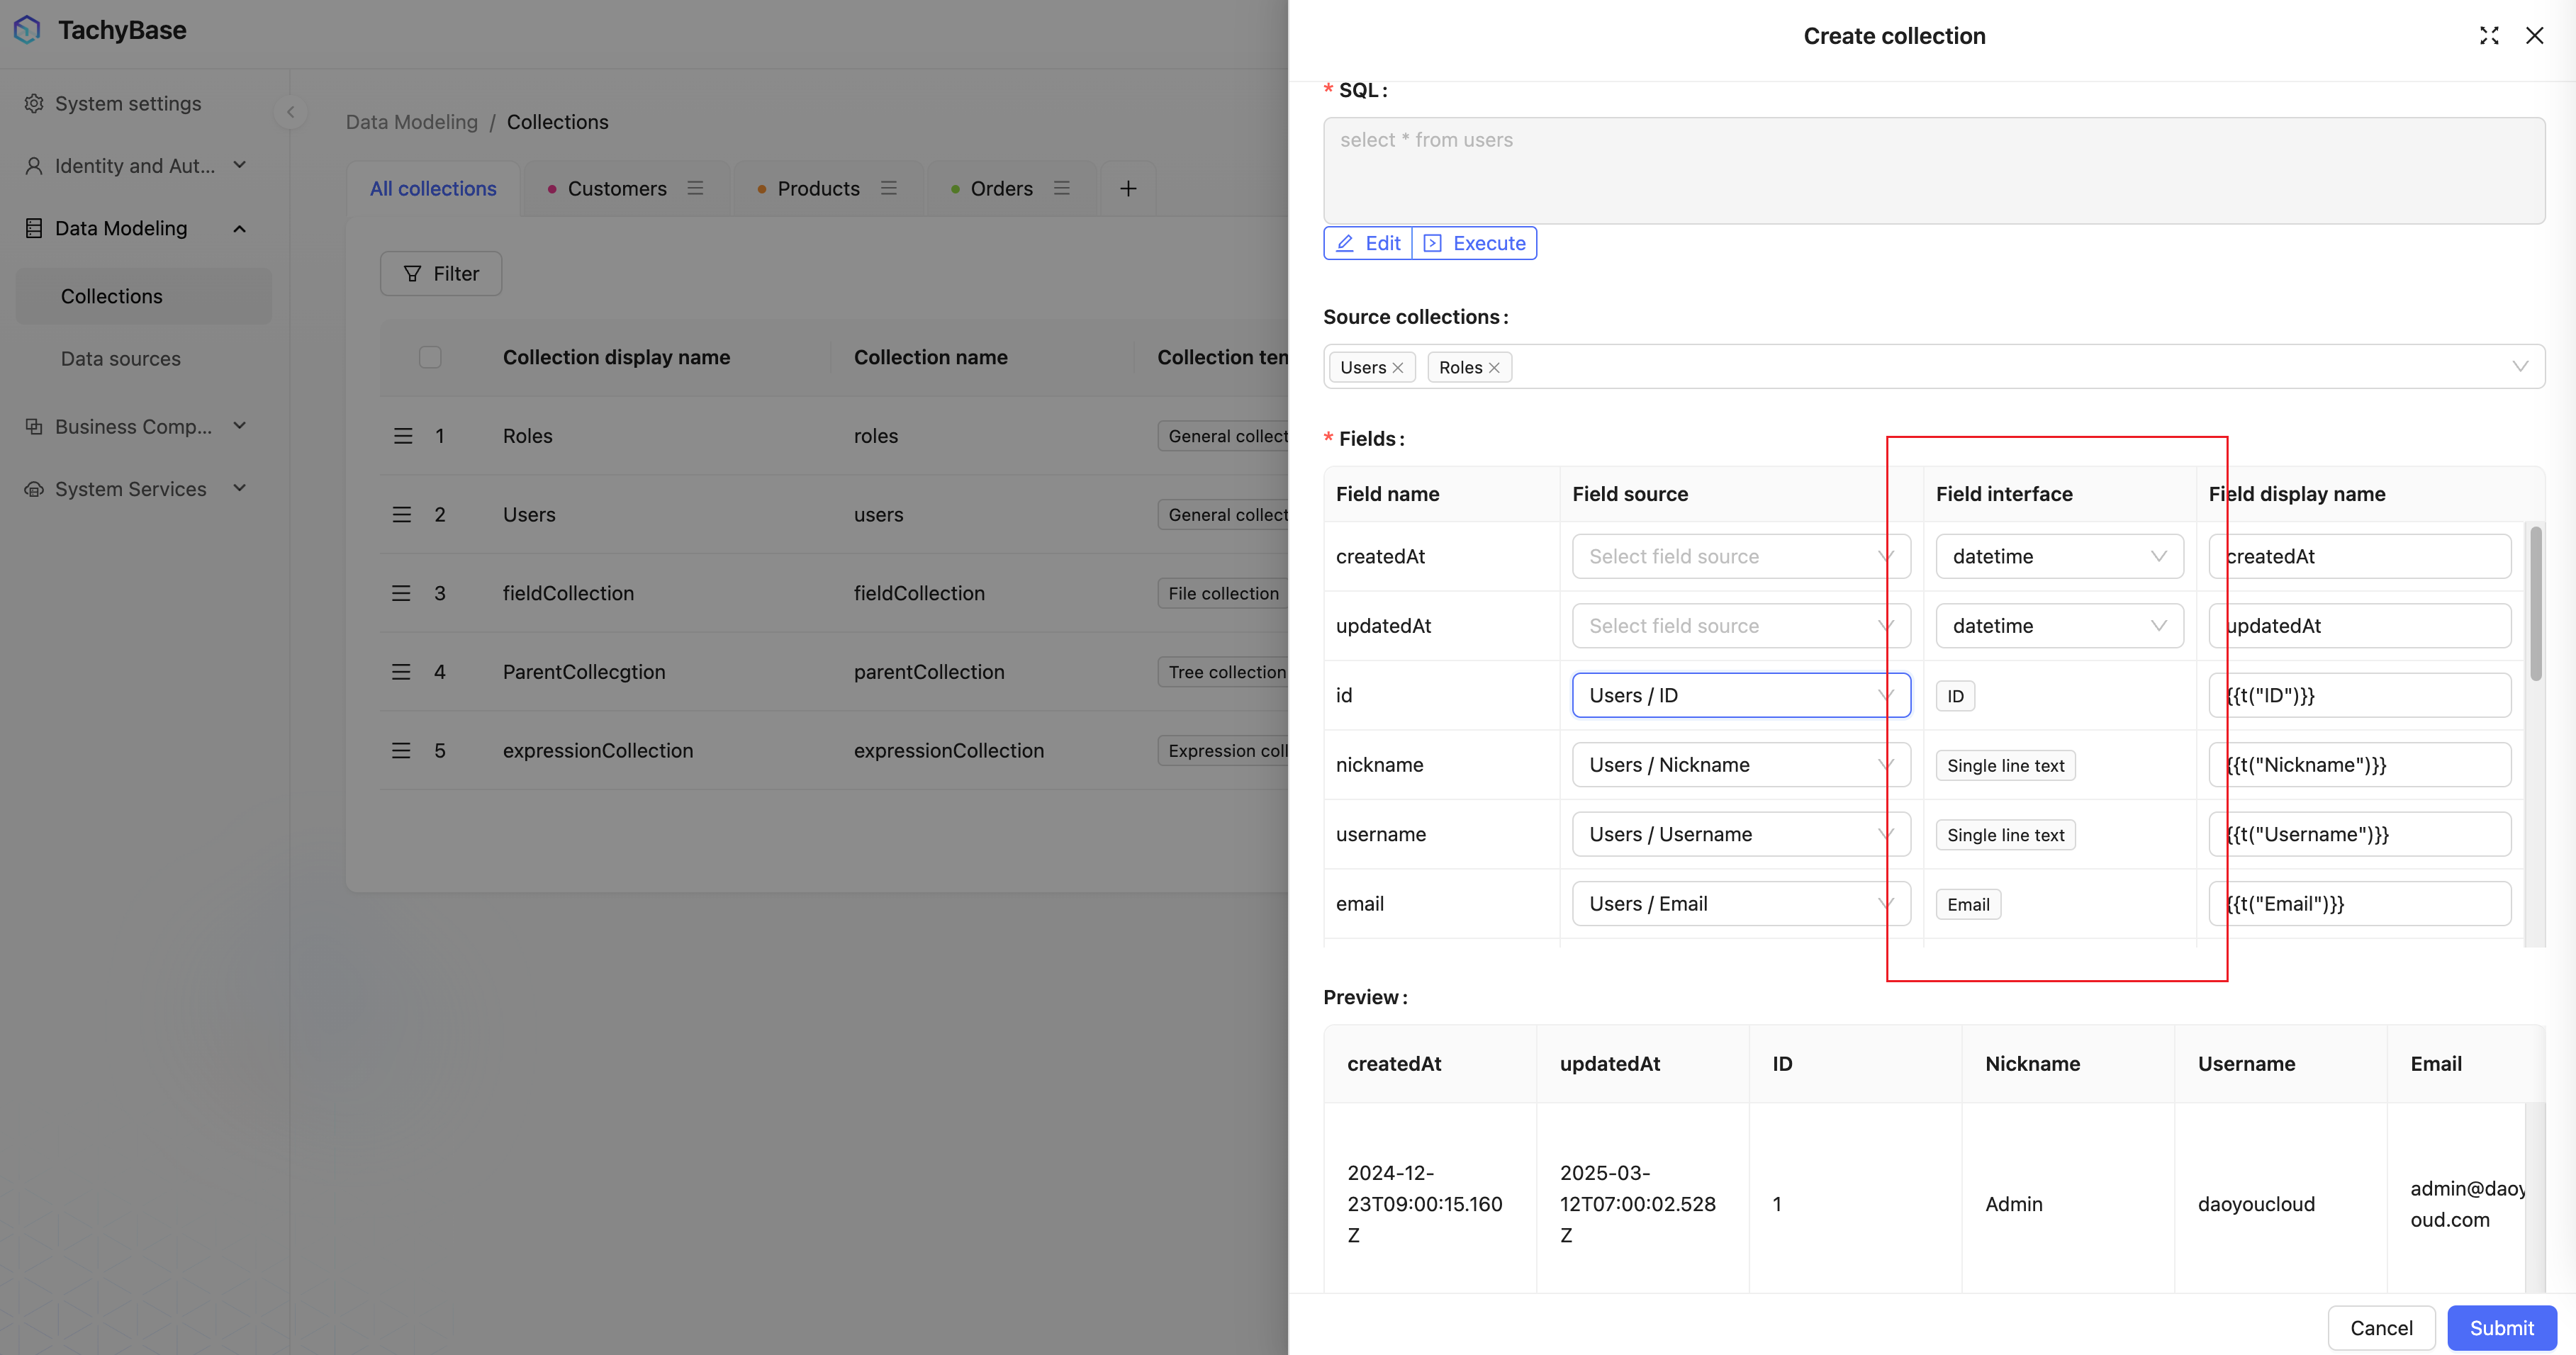 TachyBase
System settings
Identity and Aut...
Data Modeling
Collections
Data sources
Business Comp...
System Services
Data Modeling / Collections
All collections
Customers
Products
Orders
Filter
Collection display name Collection name Collection ten
1 Roles roles General collect
2 Users users General collect
3 fieldCollection fieldCollection File collection
4 ParentCollecgtion parentCollection Tree collection
5 expressionCollection expressionCollection Expression coll
Create collection
* SQL :
select * from users
Edit Execute
Source collections :
Users Roles
* Fields :
Field name Field source Field interface Field display name
createdAt Select field source datetime createdAt
updatedAt Select field source datetime updatedAt
id Users / ID ID {{t("ID")}}
nickname Users / Nickname Single line text {{t("Nickname")}}
username Users / Username Single line text {{t("Username")}}
email Users / Email Email {{t("Email")}}
Preview :
createdAt updatedAt ID Nickname Username Email
2024-12-
23T09:00:15.160
Z
2025-03-
12T07:00:02.528
Z
1
Admin
daoyoucloud
admin@daoy
oud.com
Cancel Submit